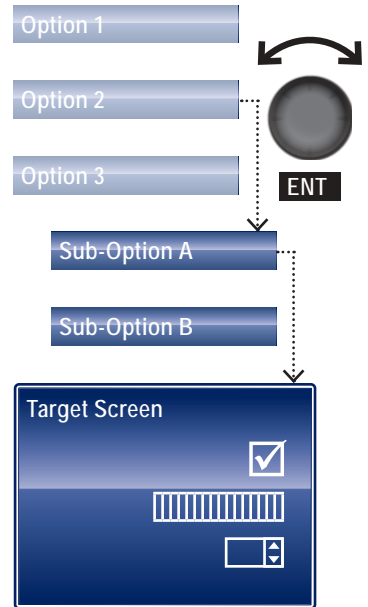 Option 1
Option 2
Option 3
ENT
Sub-Option A
Sub-Option B
Target Screen